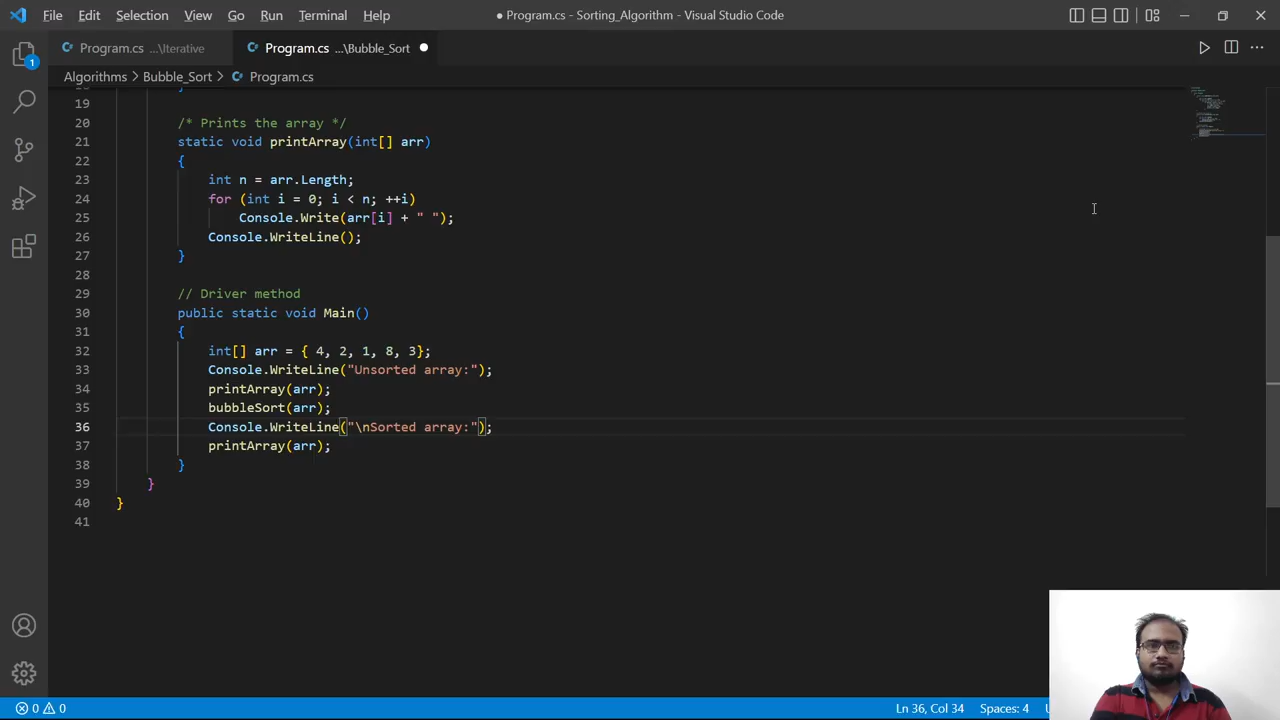 File Edit Selection View Go Run Terminal Help
● Program.cs - Sorting_Algorithm - Visual Studio Code
1
Program.cs ...\Iterative
Program.cs ...\Bubble_Sort
Algorithms > Bubble_Sort > Program.cs
19
20 /* Prints the array */
21 static void printArray(int[] arr)
22 {
23 int n = arr.Length;
24 for (int i = 0; i < n; ++i)
25 Console.Write(arr[i] + " ");
26 Console.WriteLine();
27 }
28
29 // Driver method
30 public static void Main()
31 {
32 int[] arr = { 4, 2, 1, 8, 3};
33 Console.WriteLine("Unsorted array:");
34 printArray(arr);
35 bubbleSort(arr);
36 Console.WriteLine("\nSorted array:");
37 printArray(arr);
38 }
39 }
40 }
41
0 0 Ln 36, Col 34 Spaces: 4